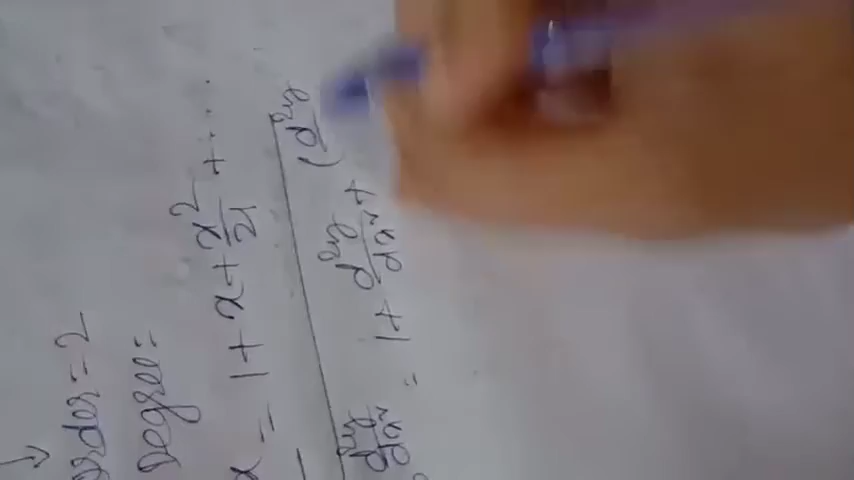 order = 2
Degree =
x = 1 + x + x²/2! + ....
d²y/dx² = 1 + d²y/dx² + (d²y